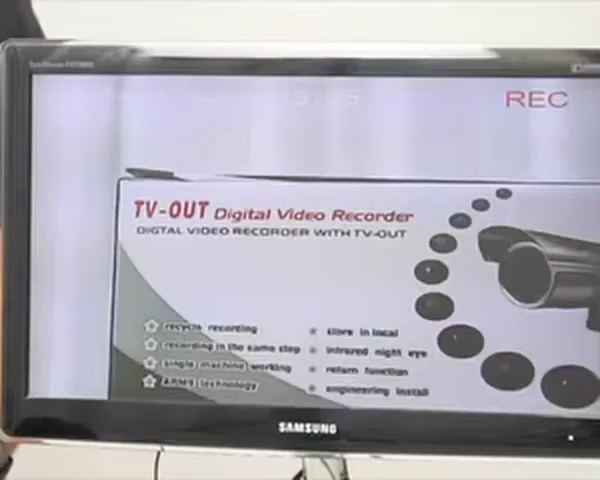 REC
TV-OUT Digital Video Recorder
DIGITAL VIDEO RECORDER WITH TV-OUT
recycle recording
recording in the same step
single machine working
ARM9 technology
store in local
infrared night eye
return function
engineering install
SAMSUNG